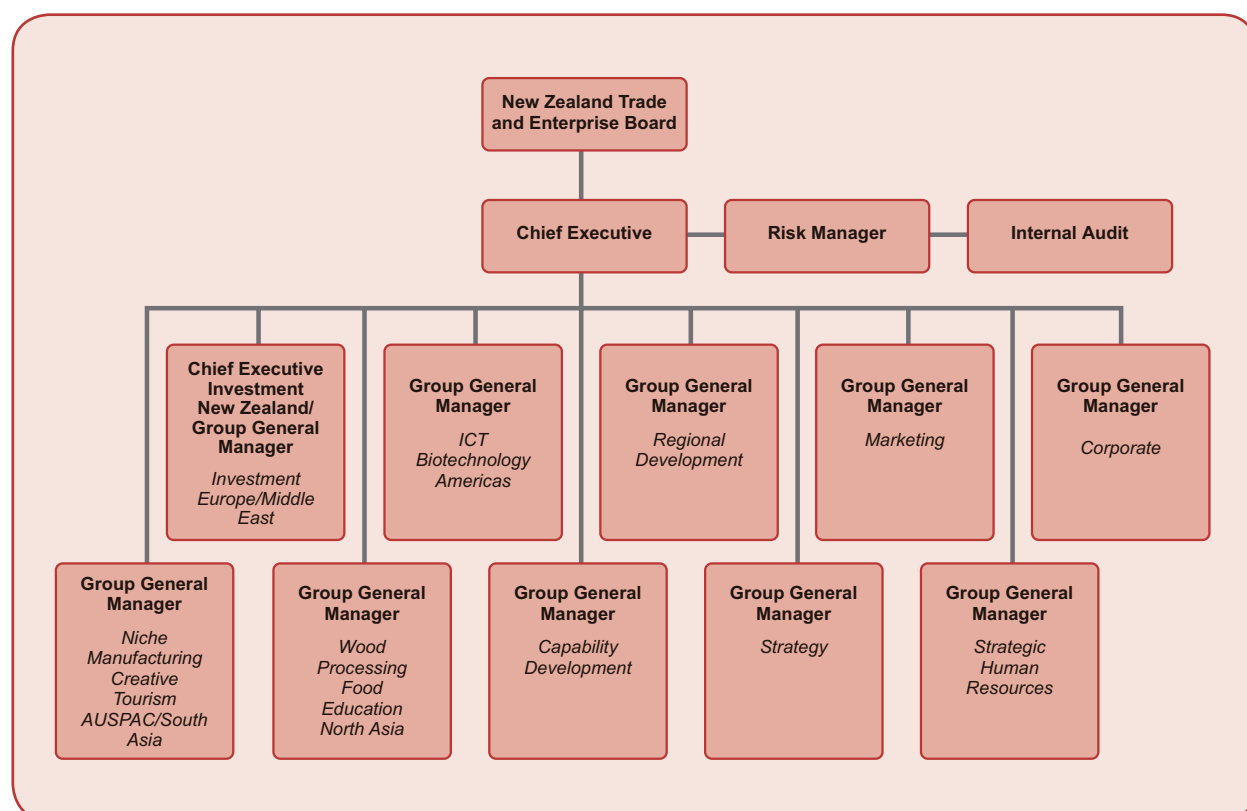 New Zealand Trade
and Enterprise Board
Chief Executive
Risk Manager
Internal Audit
Chief Executive
Investment
New Zealand/
Group General
Manager
Investment
Europe/Middle
East
Group General
Manager
ICT
Biotechnology
Americas
Group General
Manager
Regional
Development
Group General
Manager
Marketing
Group General
Manager
Corporate
Group General
Manager
Niche
Manufacturing
Creative
Tourism
AUSPAC/South
Asia
Group General
Manager
Wood
Processing
Food
Education
North Asia
Group General
Manager
Capability
Development
Group General
Manager
Strategy
Group General
Manager
Strategic
Human
Resources